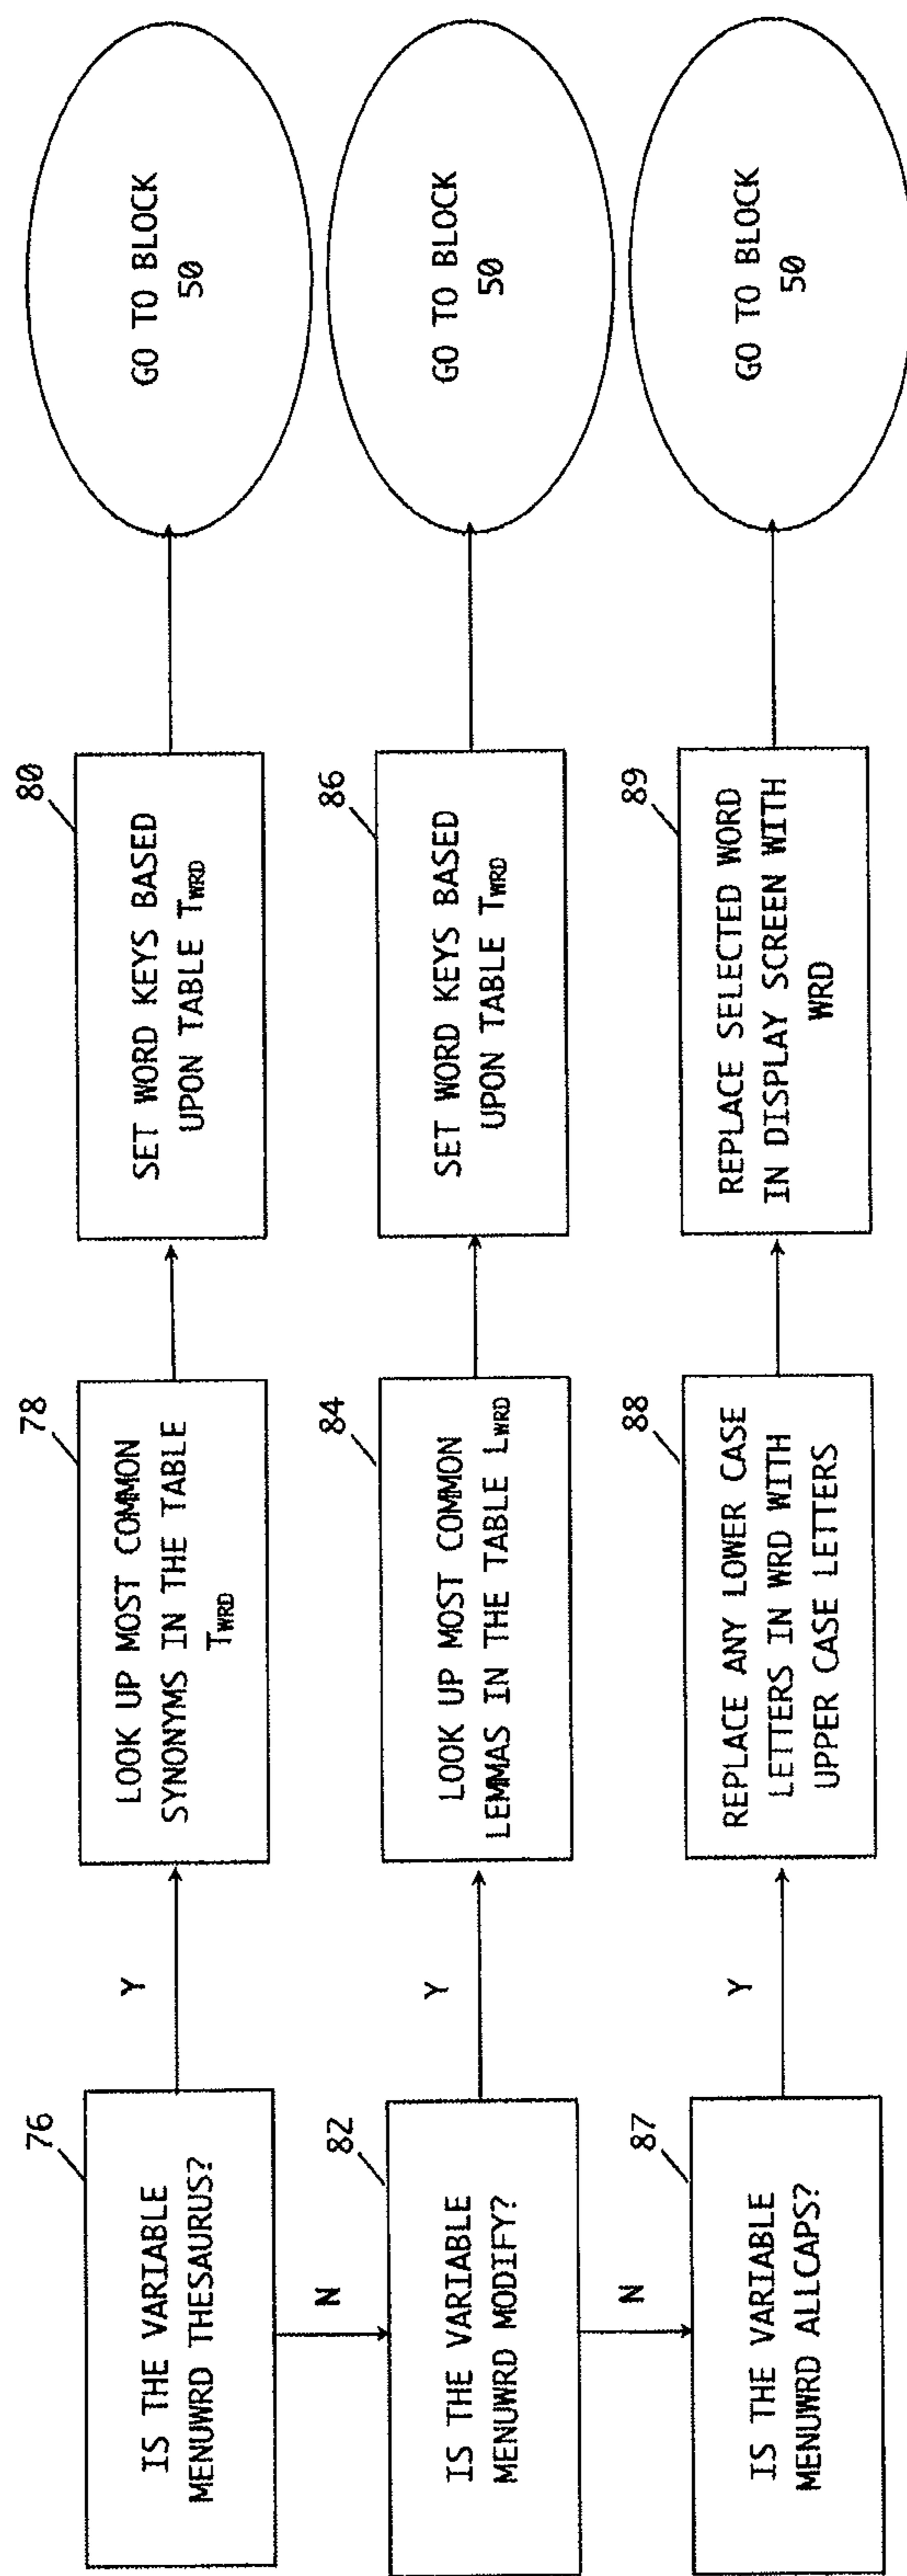 76
IS THE VARIABLE
MENUWRD THESAURUS?
Y
78
LOOK UP MOST COMMON
SYNONYMS IN THE TABLE
TWRD
80
SET WORD KEYS BASED
UPON TABLE TWRD
GO TO BLOCK
50
N
82
IS THE VARIABLE
MENUWRD MODIFY?
Y
84
LOOK UP MOST COMMON
LEMMAS IN THE TABLE LWRD
86
SET WORD KEYS BASED
UPON TABLE TWRD
GO TO BLOCK
50
N
87
IS THE VARIABLE
MENUWRD ALLCAPS?
Y
88
REPLACE ANY LOWER CASE
LETTERS IN WRD WITH
UPPER CASE LETTERS
89
REPLACE SELECTED WORD
IN DISPLAY SCREEN WITH
WRD
GO TO BLOCK
50